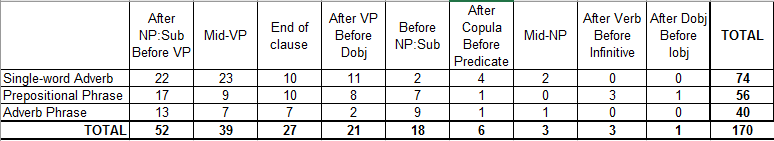 After NP:Sub Before VP	Mid-VP	End of clause	After VP Before Dobj	Before NP:Sub	After Copula Before Predicate	Mid-NP	After Verb Before Infinitive	After Dobj Before Iobj	TOTAL
Single-word Adverb	22	23	10	11	2	4	2	0	0	74
Prepositional Phrase	17	9	10	8	7	1	0	3	1	56
Adverb Phrase	13	7	7	2	9	1	1	0	0	40
TOTAL	52	39	27	21	18	6	3	3	1	170